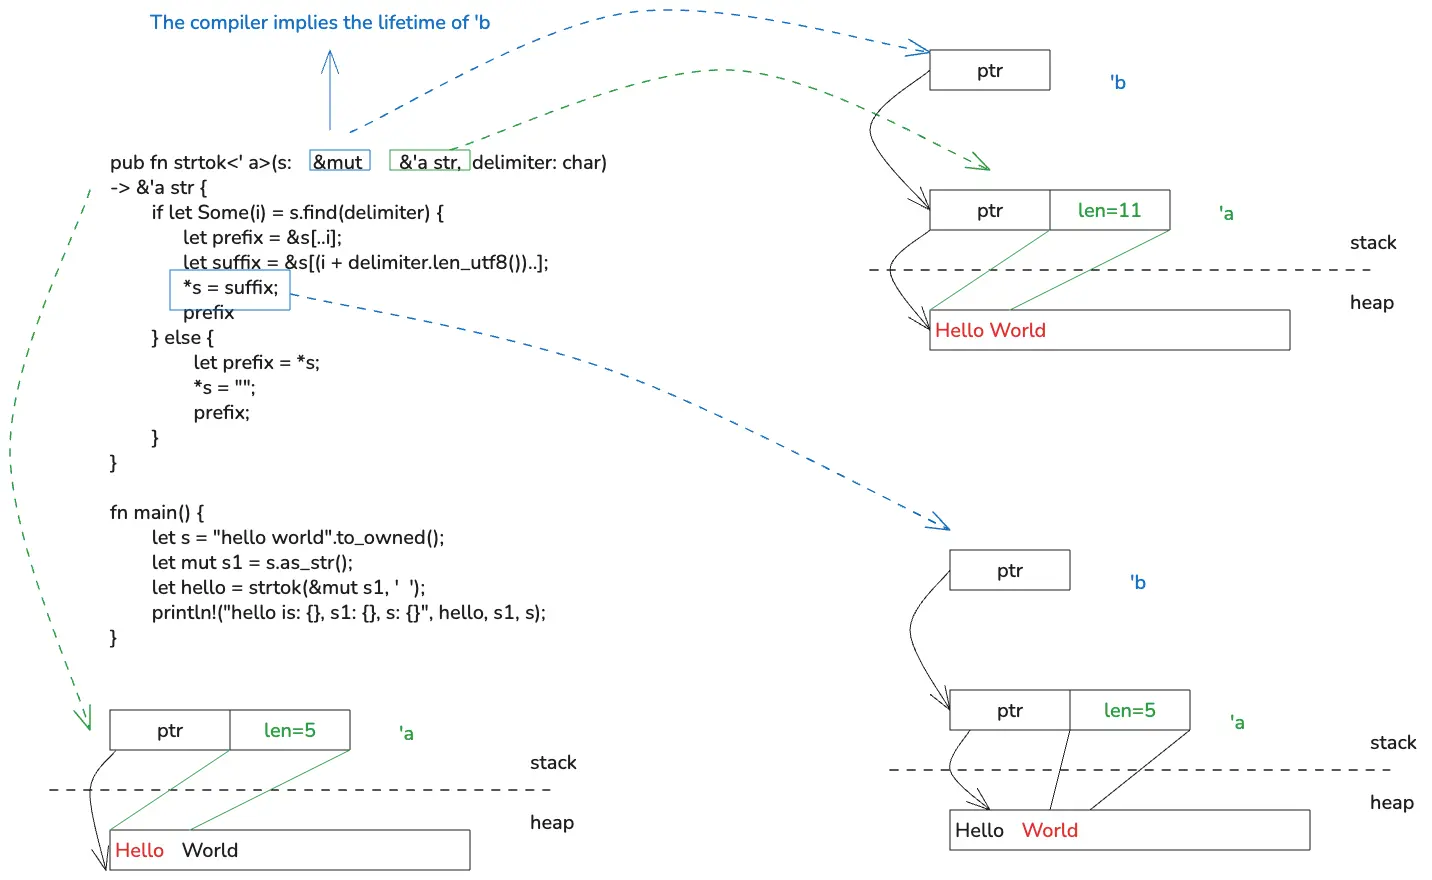 The compiler implies the lifetime of 'b
ptr
'b
pub fn strtok<' a>(s: &mut &'a str, delimiter: char)
-> &'a str {
if let Some(i) = s.find(delimiter) {
let prefix = &s[..i];
let suffix = &s[(i + delimiter.len_utf8())..];
*s = suffix;
prefix
} else {
let prefix = *s;
*s = "";
prefix;
}
}
ptr
len=11
'a
stack
heap
Hello World
fn main() {
let s = "hello world".to_owned();
let mut s1 = s.as_str();
let hello = strtok(&mut s1, ' ');
println!("hello is: {}, s1: {}, s: {}", hello, s1, s);
}
ptr
'b
ptr
len=5
'a
stack
heap
Hello World
ptr
len=5
'a
stack
heap
Hello World